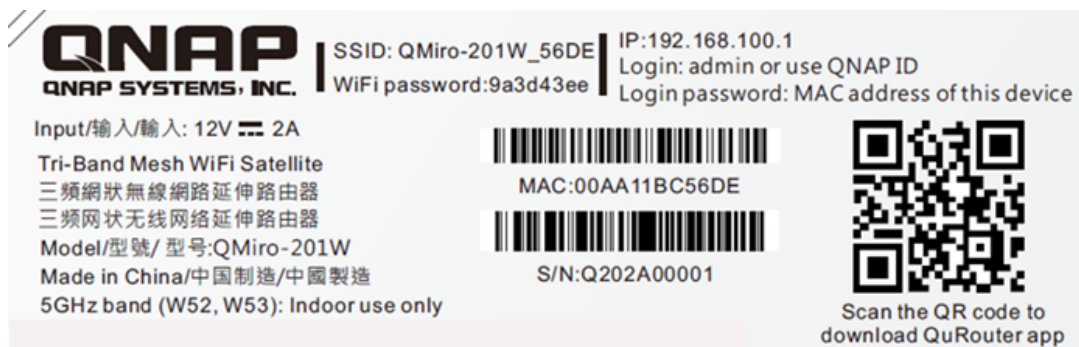 QNAP
QNAP SYSTEMS, INC.
SSID: QMiro-201W_56DE
WiFi password:9a3d43ee
IP:192.168.100.1
Login: admin or use QNAP ID
Login password: MAC address of this device
Input/输入/輸入: 12V ⎓ 2A
Tri-Band Mesh WiFi Satellite
三頻網狀無線網路延伸路由器
三频网状无线网络延伸路由器
Model/型號/ 型号:QMiro-201W
Made in China/中国制造/中國製造
5GHz band (W52, W53): Indoor use only
MAC:00AA11BC56DE
S/N:Q202A00001
Scan the QR code to
download QuRouter app